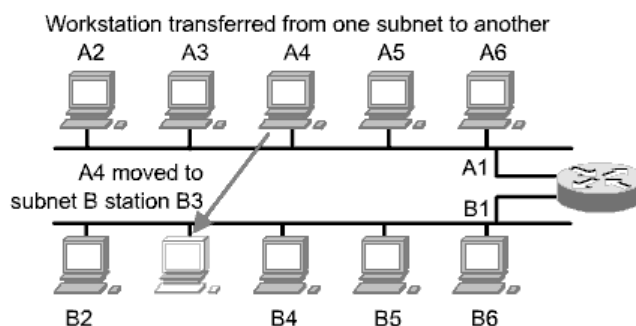 Workstation transferred from one subnet to another
A2 A3 A4 A5 A6
A4 moved to
subnet B station B3
A1
B1
B2 B4 B5 B6